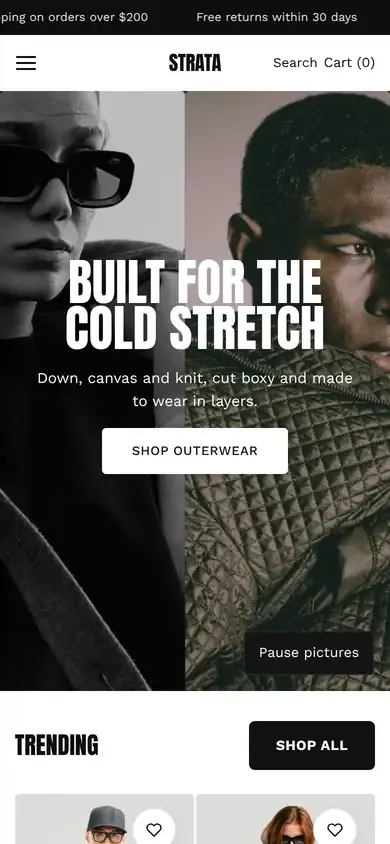 ping on orders over $200 Free returns within 30 days
STRATA Search Cart (0)
BUILT FOR THE
COLD STRETCH
Down, canvas and knit, cut boxy and made
to wear in layers.
SHOP OUTERWEAR
Pause pictures
TRENDING SHOP ALL